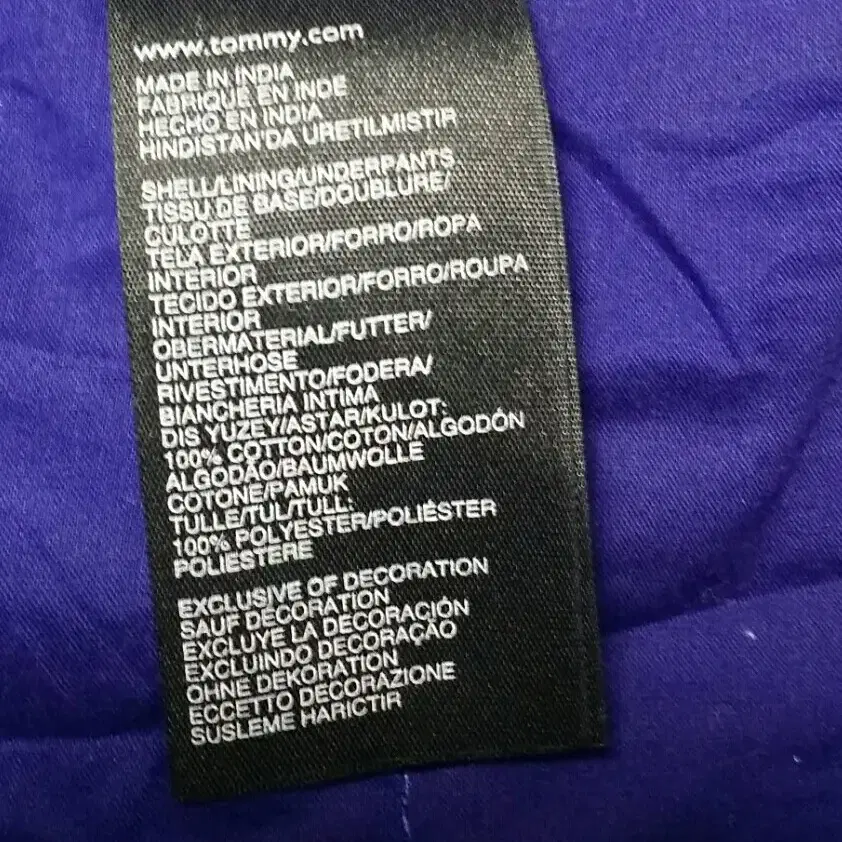 www.tommy.com
MADE IN INDIA
FABRIQUÉ EN INDE
HECHO EN INDIA
HINDISTAN'DA URETILMISTIR
SHELL/LINING/UNDERPANTS
TISSU DE BASE/DOUBLURE/
CULOTTE
TELA EXTERIOR/FORRO/ROPA
INTERIOR
TECIDO EXTERIOR/FORRO/ROUPA
INTERIOR
OBERMATERIAL/FUTTER/
UNTERHOSE
RIVESTIMENTO/FODERA/
BIANCHERIA INTIMA
DIS YUZEY/ASTAR/KULOT:
100% COTTON/COTON/ALGODÓN
ALGODÃO/BAUMWOLLE
COTONE/PAMUK
TULLE/TUL/TULL:
100% POLYESTER/POLIÉSTER
POLIESTERE
EXCLUSIVE OF DECORATION
SAUF DÉCORATION
EXCLUYE LA DECORACIÓN
EXCLUINDO DECORAÇÃO
OHNE DEKORATION
ECCETTO DECORAZIONE
SUSLEME HARICTIR